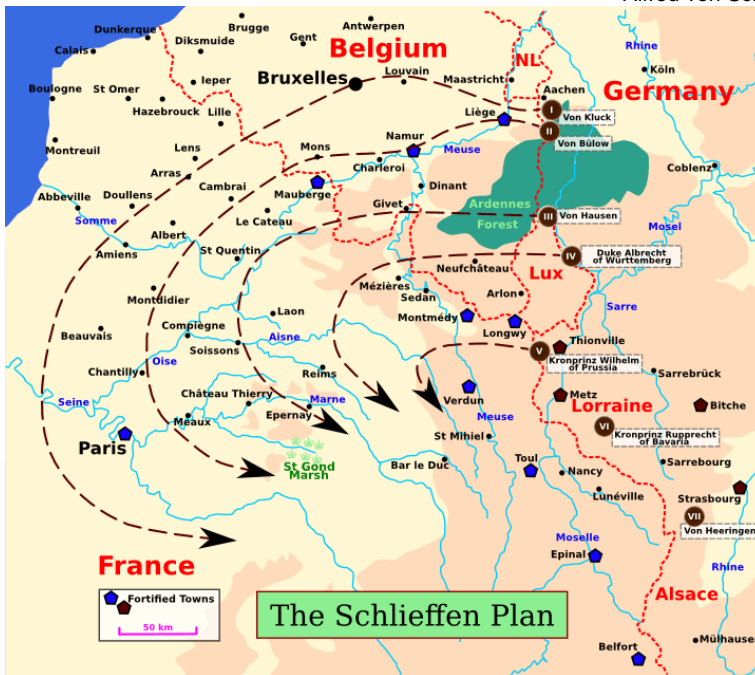 Dunkerque
Brugge
Antwerpen
Calais
Diksmuide
Gent
Belgium
NL
Rhine
Köln
Boulogne
St Omer
Ieper
Bruxelles
Louvain
Maastricht
Aachen
Germany
Hazebrouck
Lille
Liège
I
Von Kluck
II
Von Bülow
Montreuil
Lens
Mons
Namur
Meuse
Arras
Charleroi
Coblenz
Abbeville
Doullens
Cambrai
Mauberge
Dinant
Somme
Albert
Le Cateau
Givet
Ardennes
Forest
III
Von Hausen
Mosel
Amiens
St Quentin
Neufchâteau
IV
Duke Albrecht
of Württemberg
Lux
Mézières
Sedan
Arlon
Montdidier
Laon
Montmédy
Longwy
Sarre
Beauvais
Compiègne
Aisne
Thionville
Soissons
V
Kronprinz Wilhelm
of Prussia
Oise
Chantilly
Reims
Sarrebrück
Château Thierry
Marne
Verdun
Metz
Bitche
Seine
Meaux
Epernay
Meuse
Lorraine
VI
Kronprinz Rupprecht
of Bavaria
Paris
St MIhiel
St Gond
Marsh
Bar le Duc
Toul
Nancy
Sarrebourg
Lunéville
Strasbourg
VII
Von Heeringen
Moselle
Epinal
France
Rhine
Fortified Towns
50 km
The Schlieffen Plan
Alsace
Belfort
Mülhause